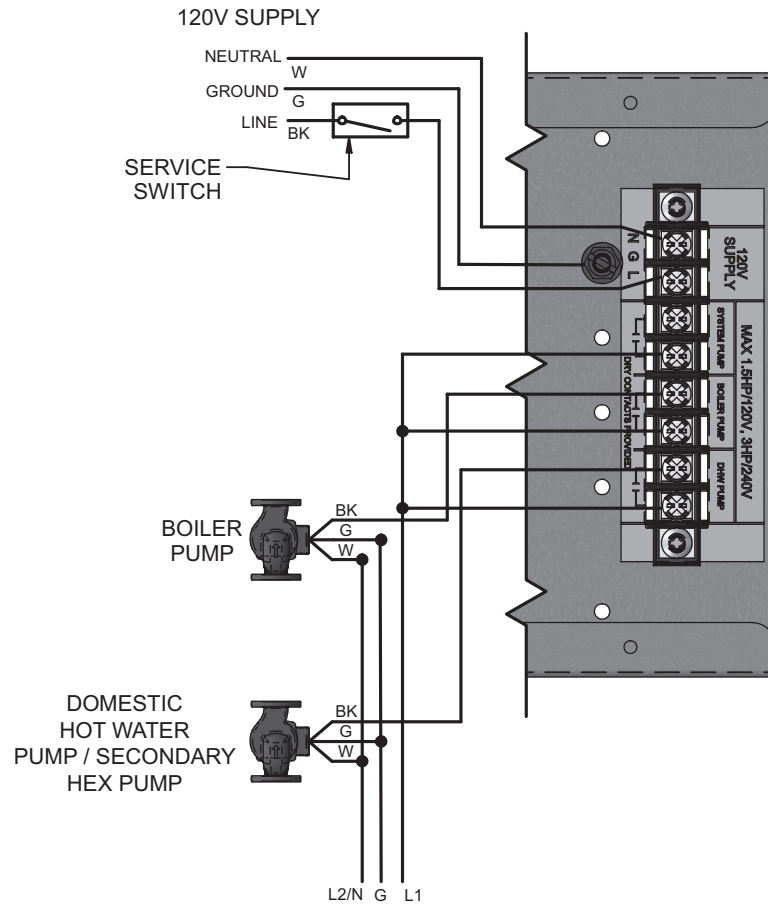 120V SUPPLY
NEUTRAL
W
GROUND
G
LINE
BK
SERVICE
SWITCH
N G L
120V
SUPPLY
SYSTEM PUMP
BOILER PUMP
DHW PUMP
MAX 1.5HP/120V, 3HP/240V
DRY CONTACTS PROVIDED
BOILER
PUMP
BK
G
W
DOMESTIC
HOT WATER
PUMP / SECONDARY
HEX PUMP
BK
G
W
L2/N G L1